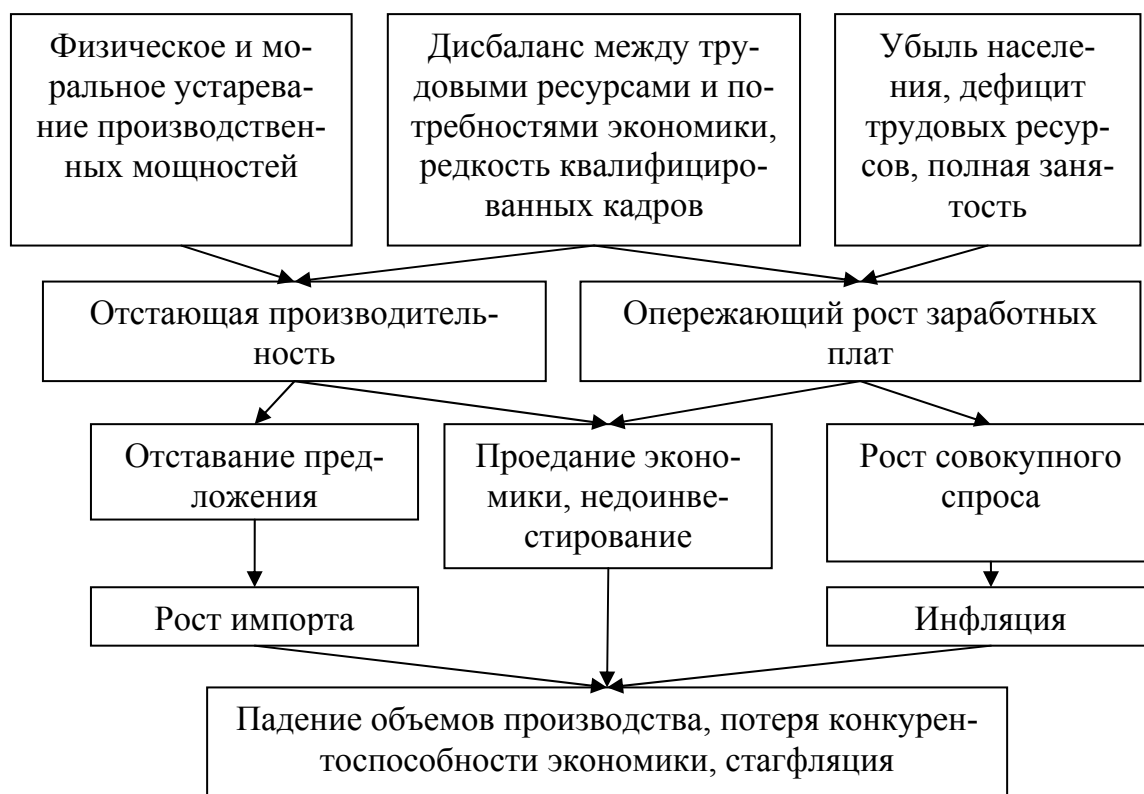 Физическое и мо-
ральное устарева-
ние производствен-
ных мощностей
Дисбаланс между тру-
довыми ресурсами и по-
требностями экономики,
редкость квалифициро-
ванных кадров
Убыль населе-
ния, дефицит
трудовых ресур-
сов, полная заня-
тость
Отстающая производитель-
ность
Опережающий рост заработных
плат
Отставание пред-
ложения
Проедание эконо-
мики, недоинве-
стирование
Рост совокупного
спроса
Рост импорта
Инфляция
Падение объемов производства, потеря конкурен-
тоспособности экономики, стагфляция